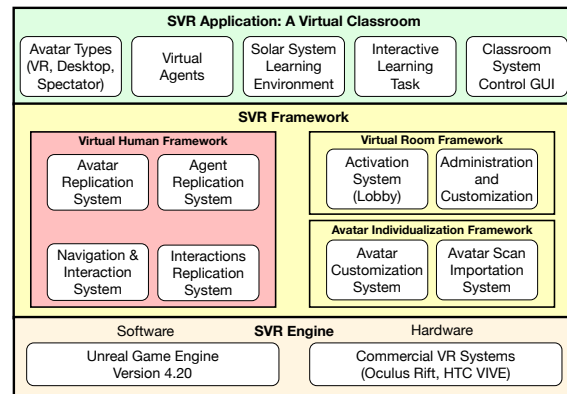 SVR Application: A Virtual Classroom
Avatar Types
(VR, Desktop,
Spectator)
Virtual
Agents
Solar System
Learning
Environment
Interactive
Learning
Task
Classroom
System
Control GUI
SVR Framework
Virtual Human Framework
Avatar
Replication
System
Agent
Replication
System
Navigation &
Interaction
System
Interactions
Replication
System
Virtual Room Framework
Activation
System
(Lobby)
Administration
and
Customization
Avatar Individualization Framework
Avatar
Customization
System
Avatar Scan
Importation
System
Software
SVR Engine
Hardware
Unreal Game Engine
Version 4.20
Commercial VR Systems
(Oculus Rift, HTC VIVE)